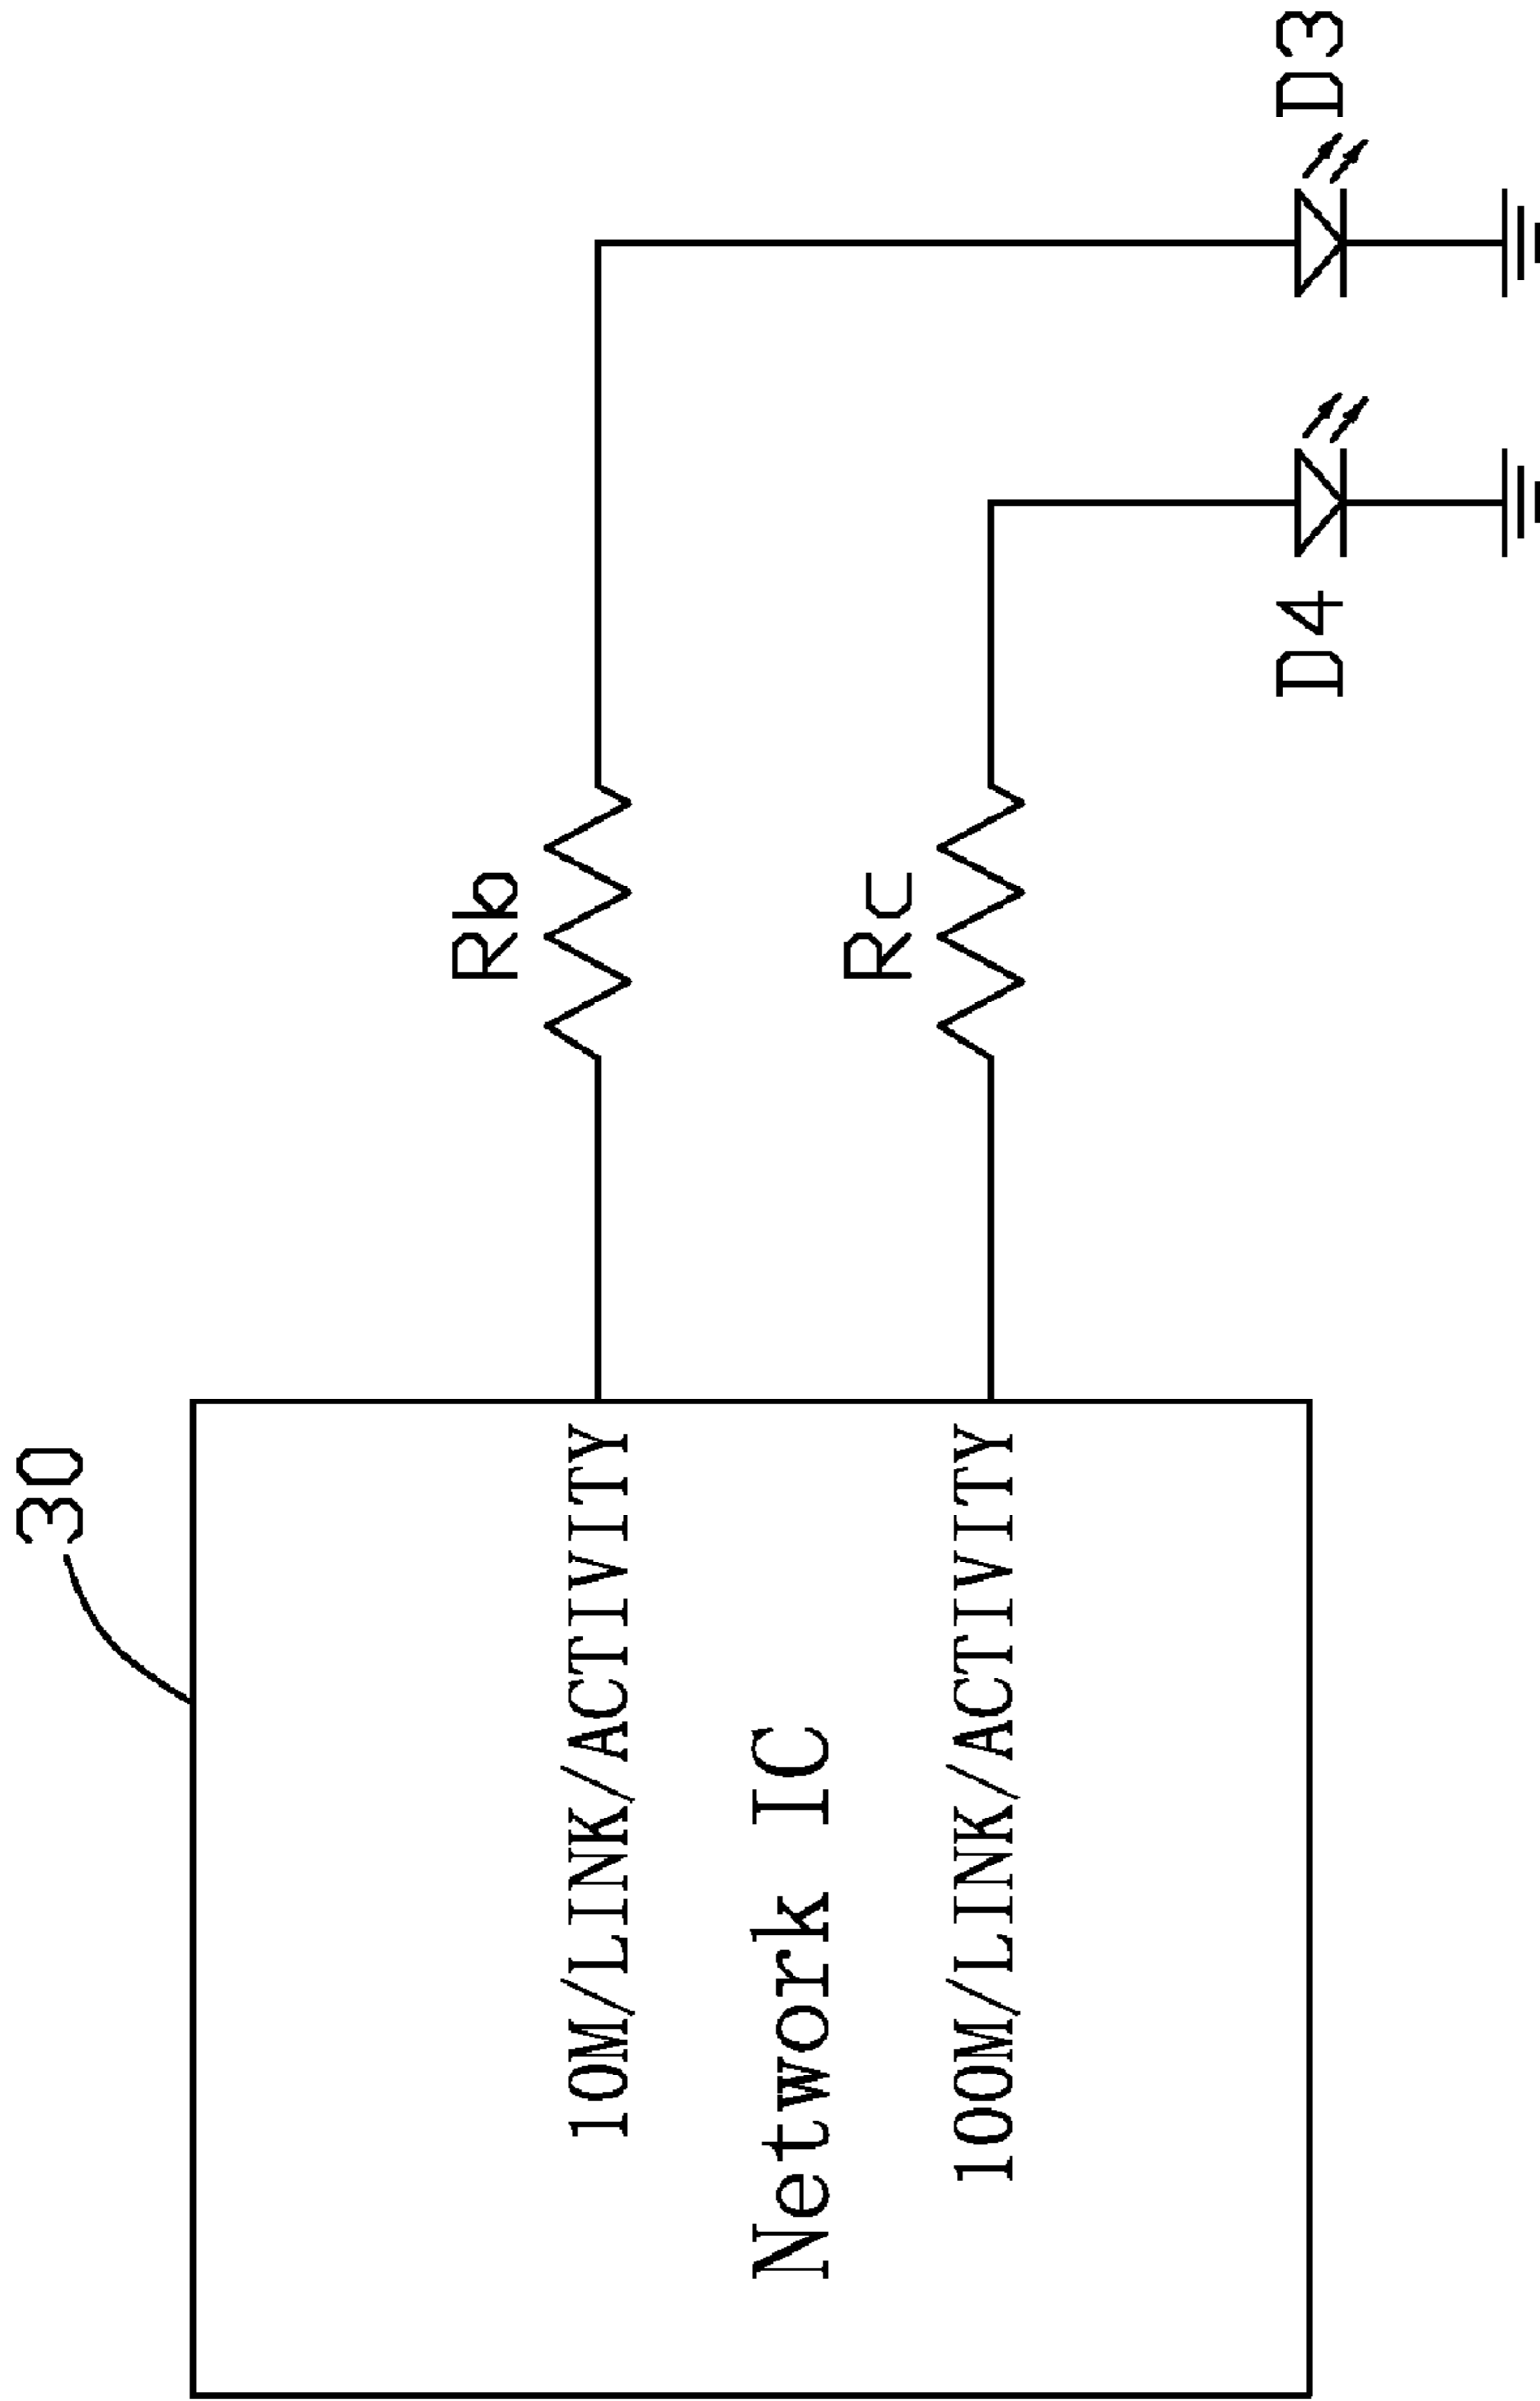 30
10M/LINK/ACTIVITY
Rb
Network IC
Rc
100M/LINK/ACTIVITY
D4
D3